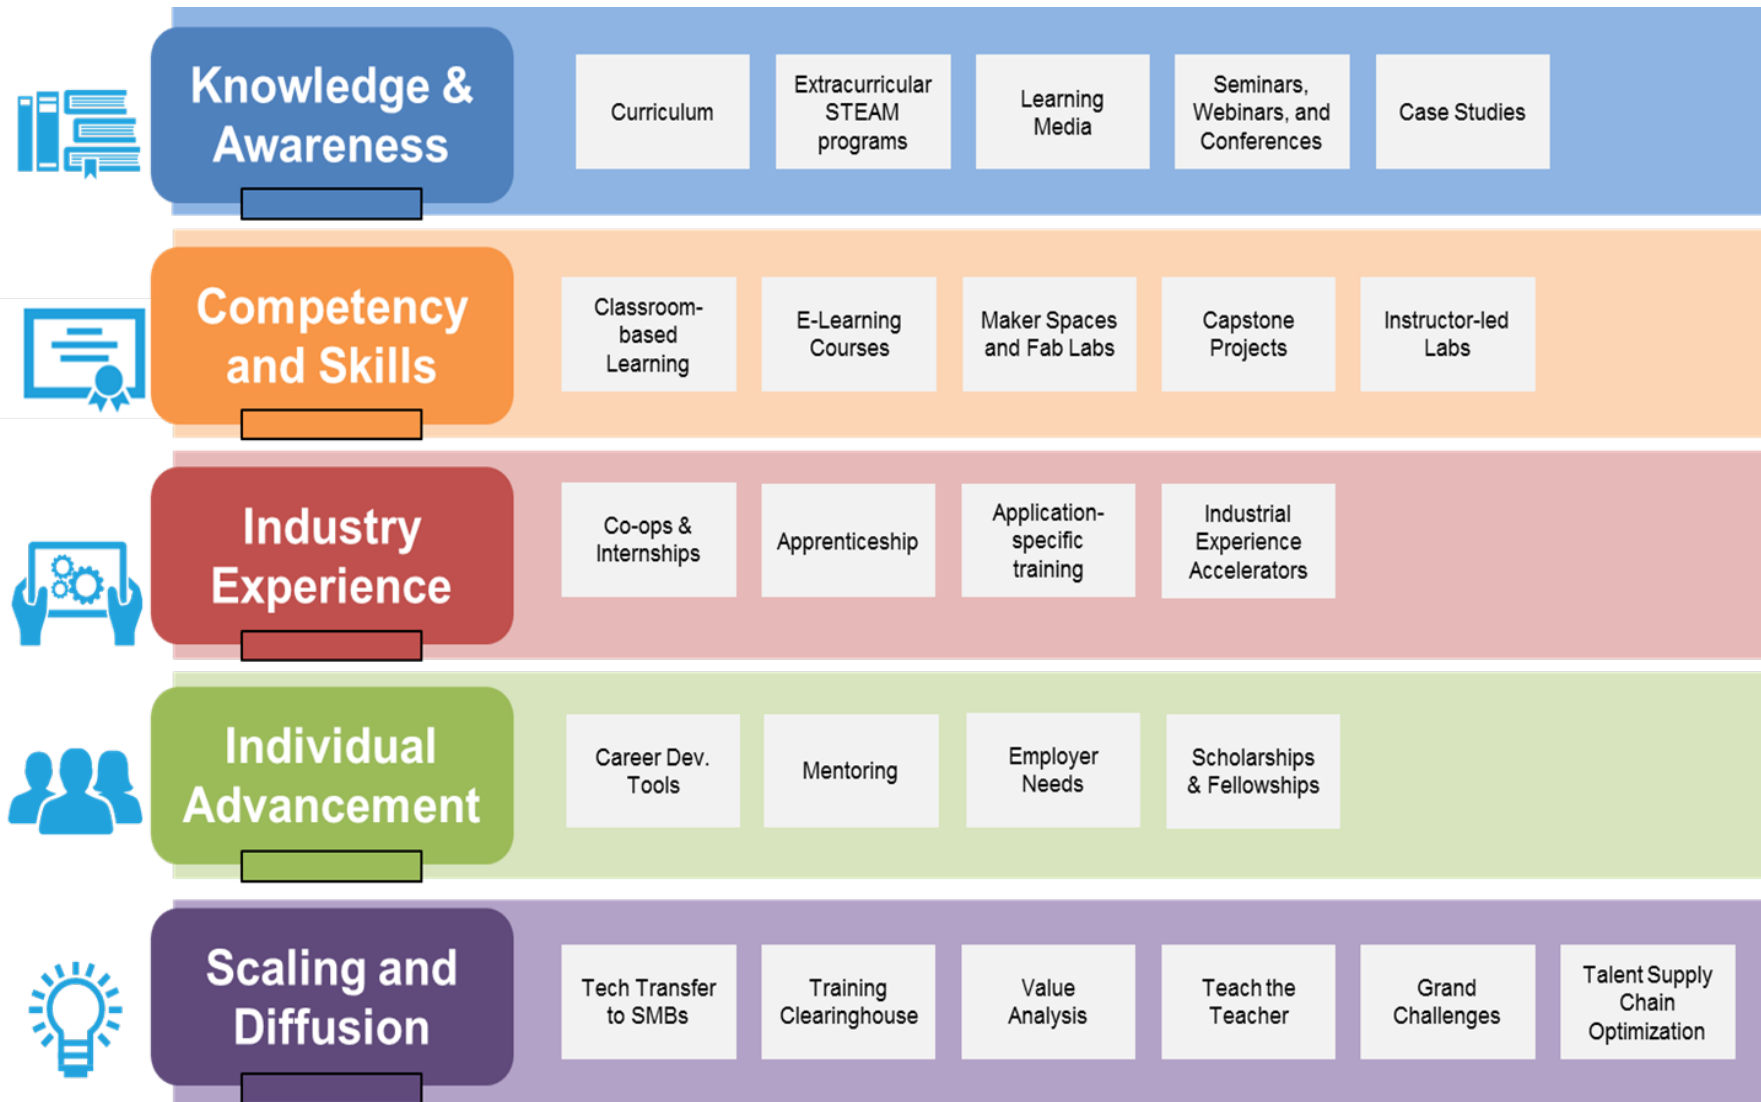 Knowledge &
Awareness
Curriculum
Extracurricular
STEAM
programs
Learning
Media
Seminars,
Webinars, and
Conferences
Case Studies
Competency
and Skills
Classroom-
based
Learning
E-Learning
Courses
Maker Spaces
and Fab Labs
Capstone
Projects
Instructor-led
Labs
Industry
Experience
Co-ops &
Internships
Apprenticeship
Application-
specific
training
Industrial
Experience
Accelerators
Individual
Advancement
Career Dev.
Tools
Mentoring
Employer
Needs
Scholarships
& Fellowships
Scaling and
Diffusion
Tech Transfer
to SMBs
Training
Clearinghouse
Value
Analysis
Teach the
Teacher
Grand
Challenges
Talent Supply
Chain
Optimization